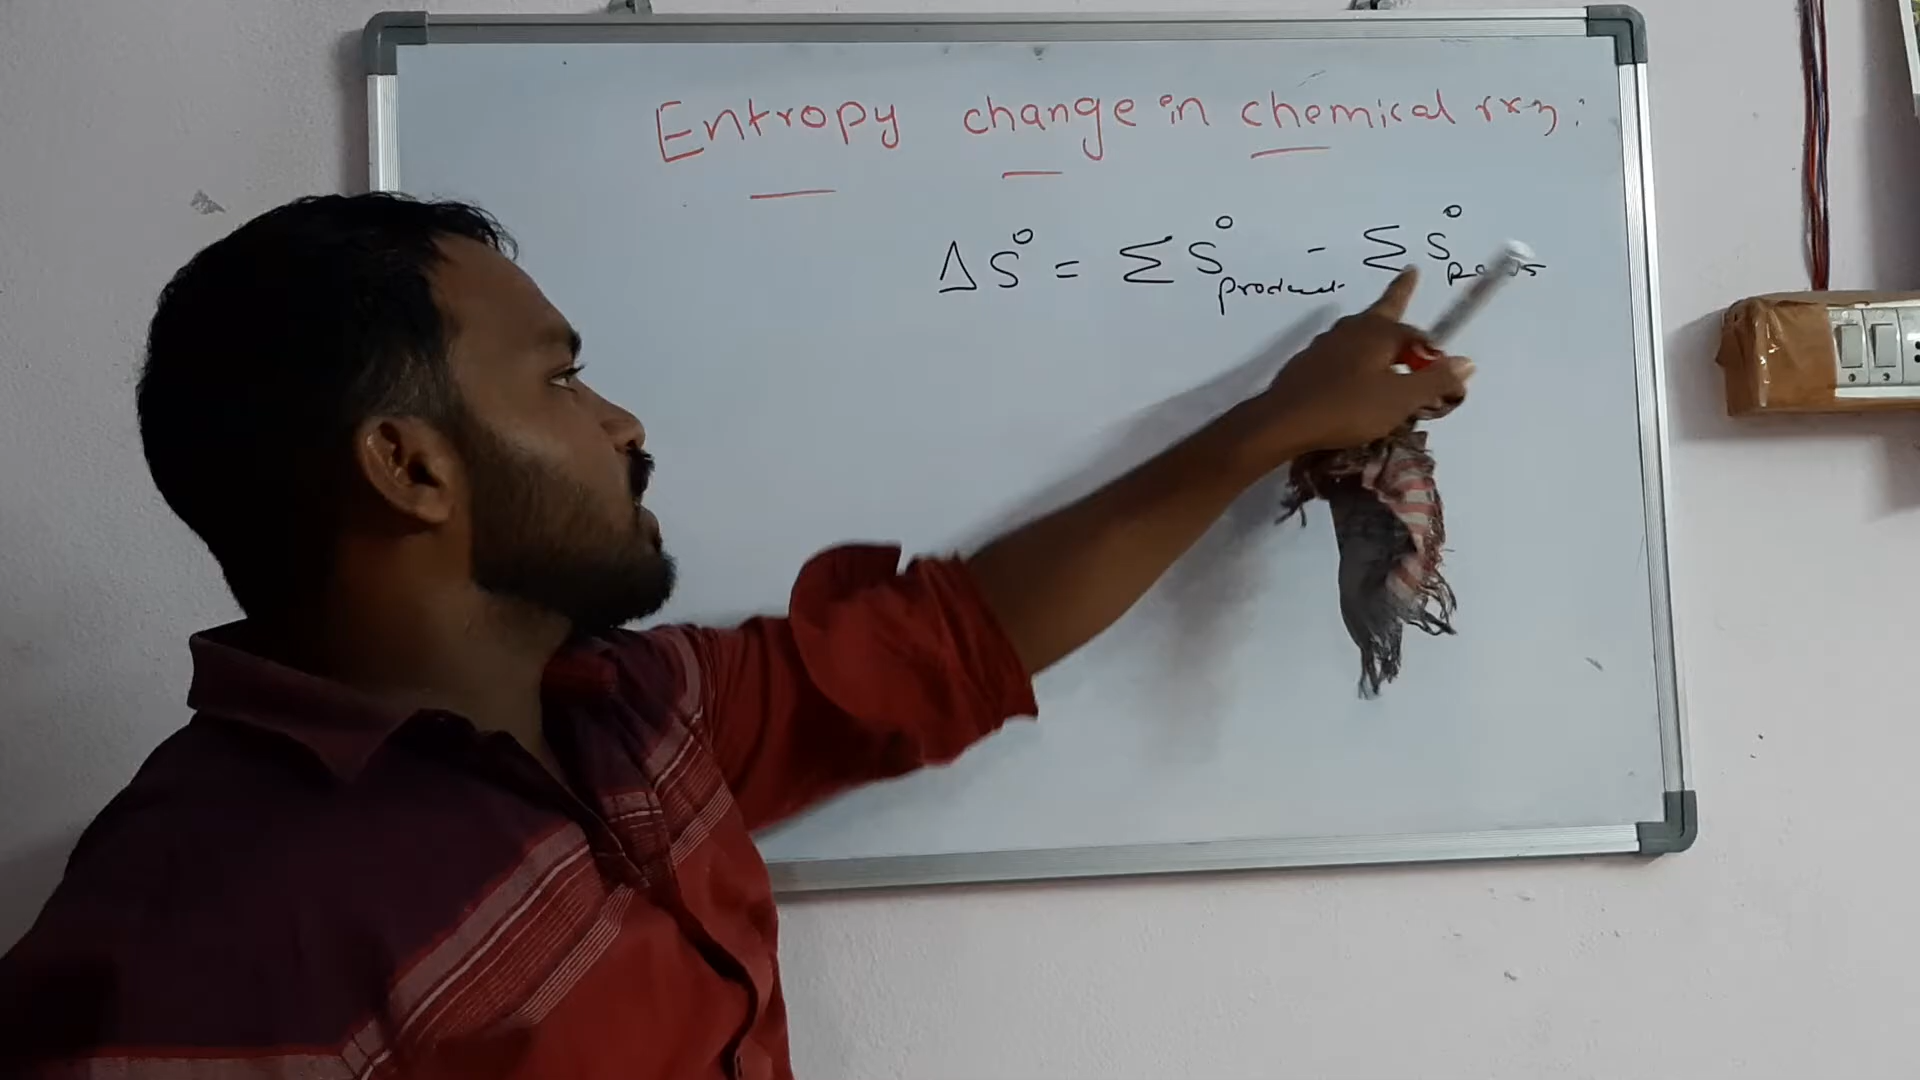 Entropy change in chemical rxn:
ΔS° = ΣS°product - ΣS°